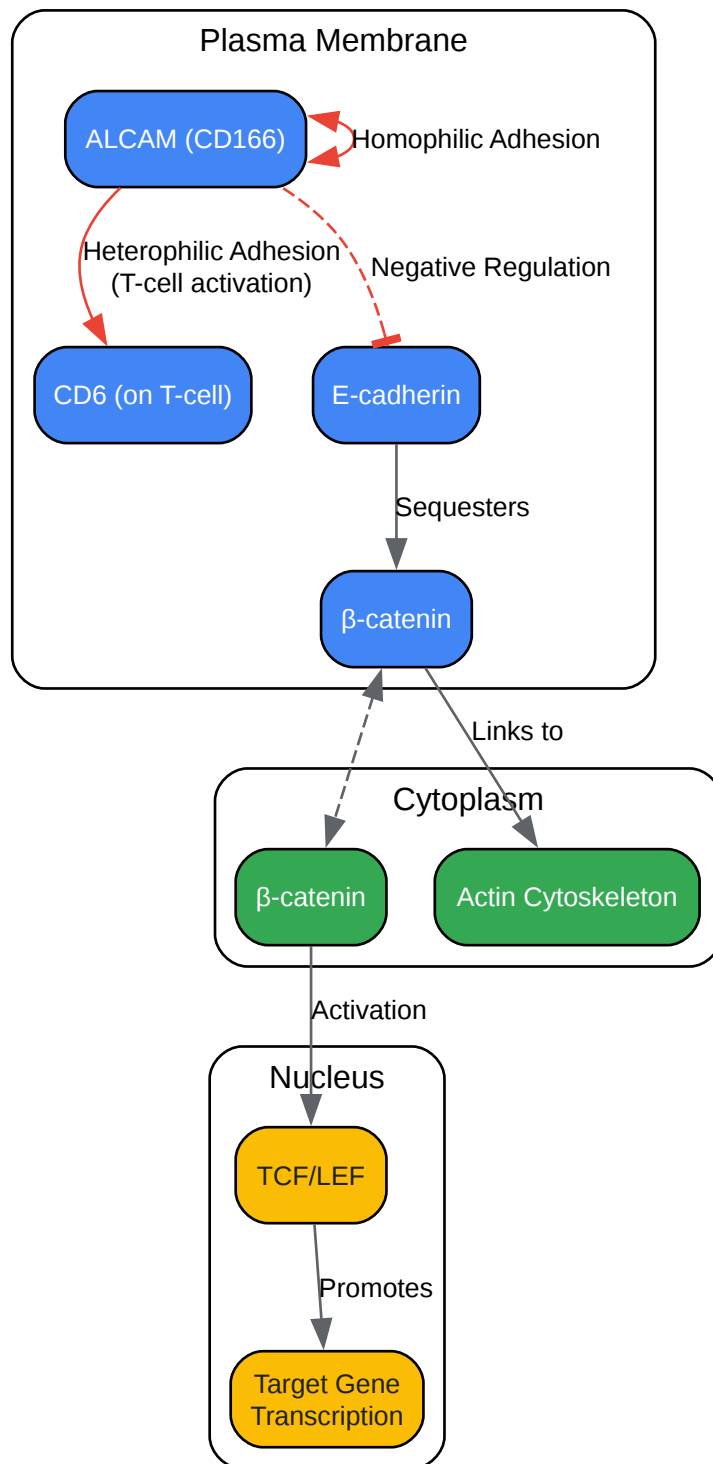 Plasma Membrane
ALCAM (CD166)
Homophilic Adhesion
Heterophilic Adhesion
(T-cell activation)
Negative Regulation
CD6 (on T-cell)
E-cadherin
Sequesters
β-catenin
Links to
Cytoplasm
β-catenin
Actin Cytoskeleton
Activation
Nucleus
TCF/LEF
Promotes
Target Gene
Transcription